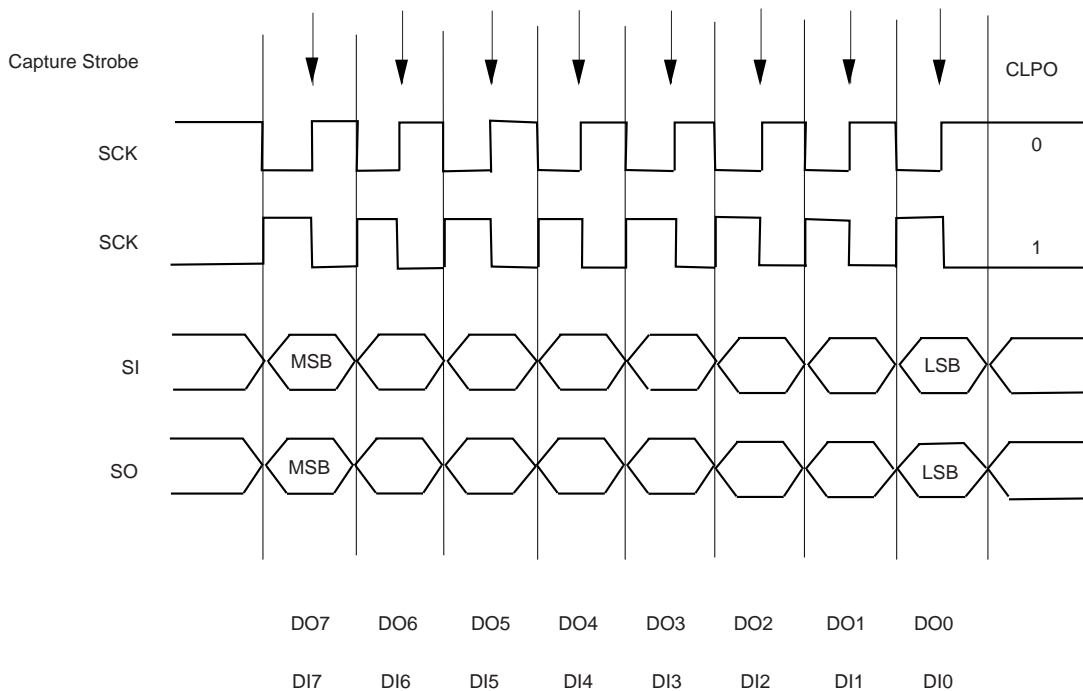 Capture Strobe
CLPO
SCK
0
SCK
1
SI
MSB
LSB
SO
MSB
LSB
DO7 DO6 DO5 DO4 DO3 DO2 DO1 DO0
DI7 DI6 DI5 DI4 DI3 DI2 DI1 DI0